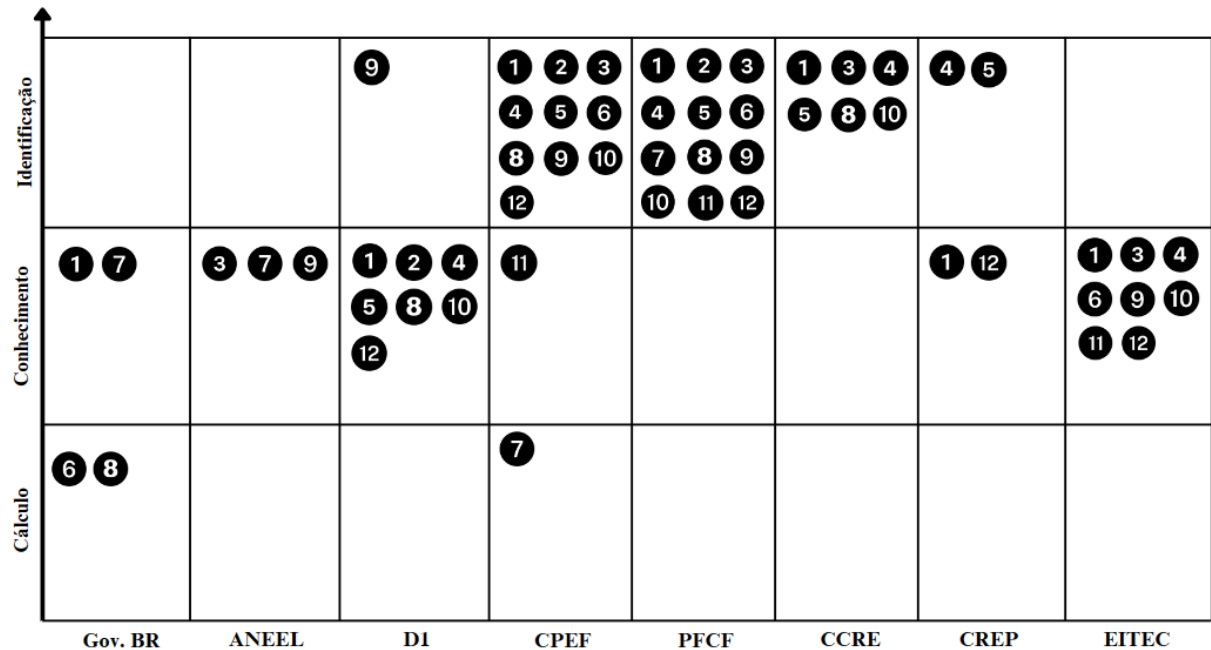 Identificação
9
1 2 3
4 5 6
8 9 10
12
1 2 3
4 5 6
7 8 9
10 11 12
1 3 4
5 8 10
4 5
Conhecimento
1 7
3 7 9
1 2 4
5 8 10
12
11
1 12
1 3 4
6 9 10
11 12
Cálculo
6 8
7
Gov. BR ANEEL D1 CPEF PFCF CCRE CREP EITEC